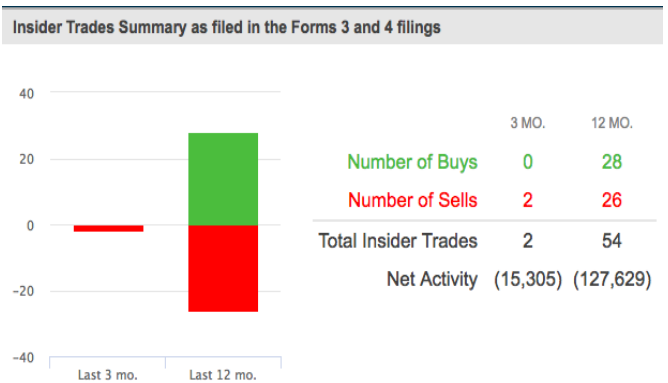 Insider Trades Summary as filed in the Forms 3 and 4 filings
40
20
0
-20
-40
Last 3 mo. Last 12 mo.
3 MO. 12 MO.
Number of Buys 0 28
Number of Sells 2 26
Total Insider Trades 2 54
Net Activity (15,305) (127,629)